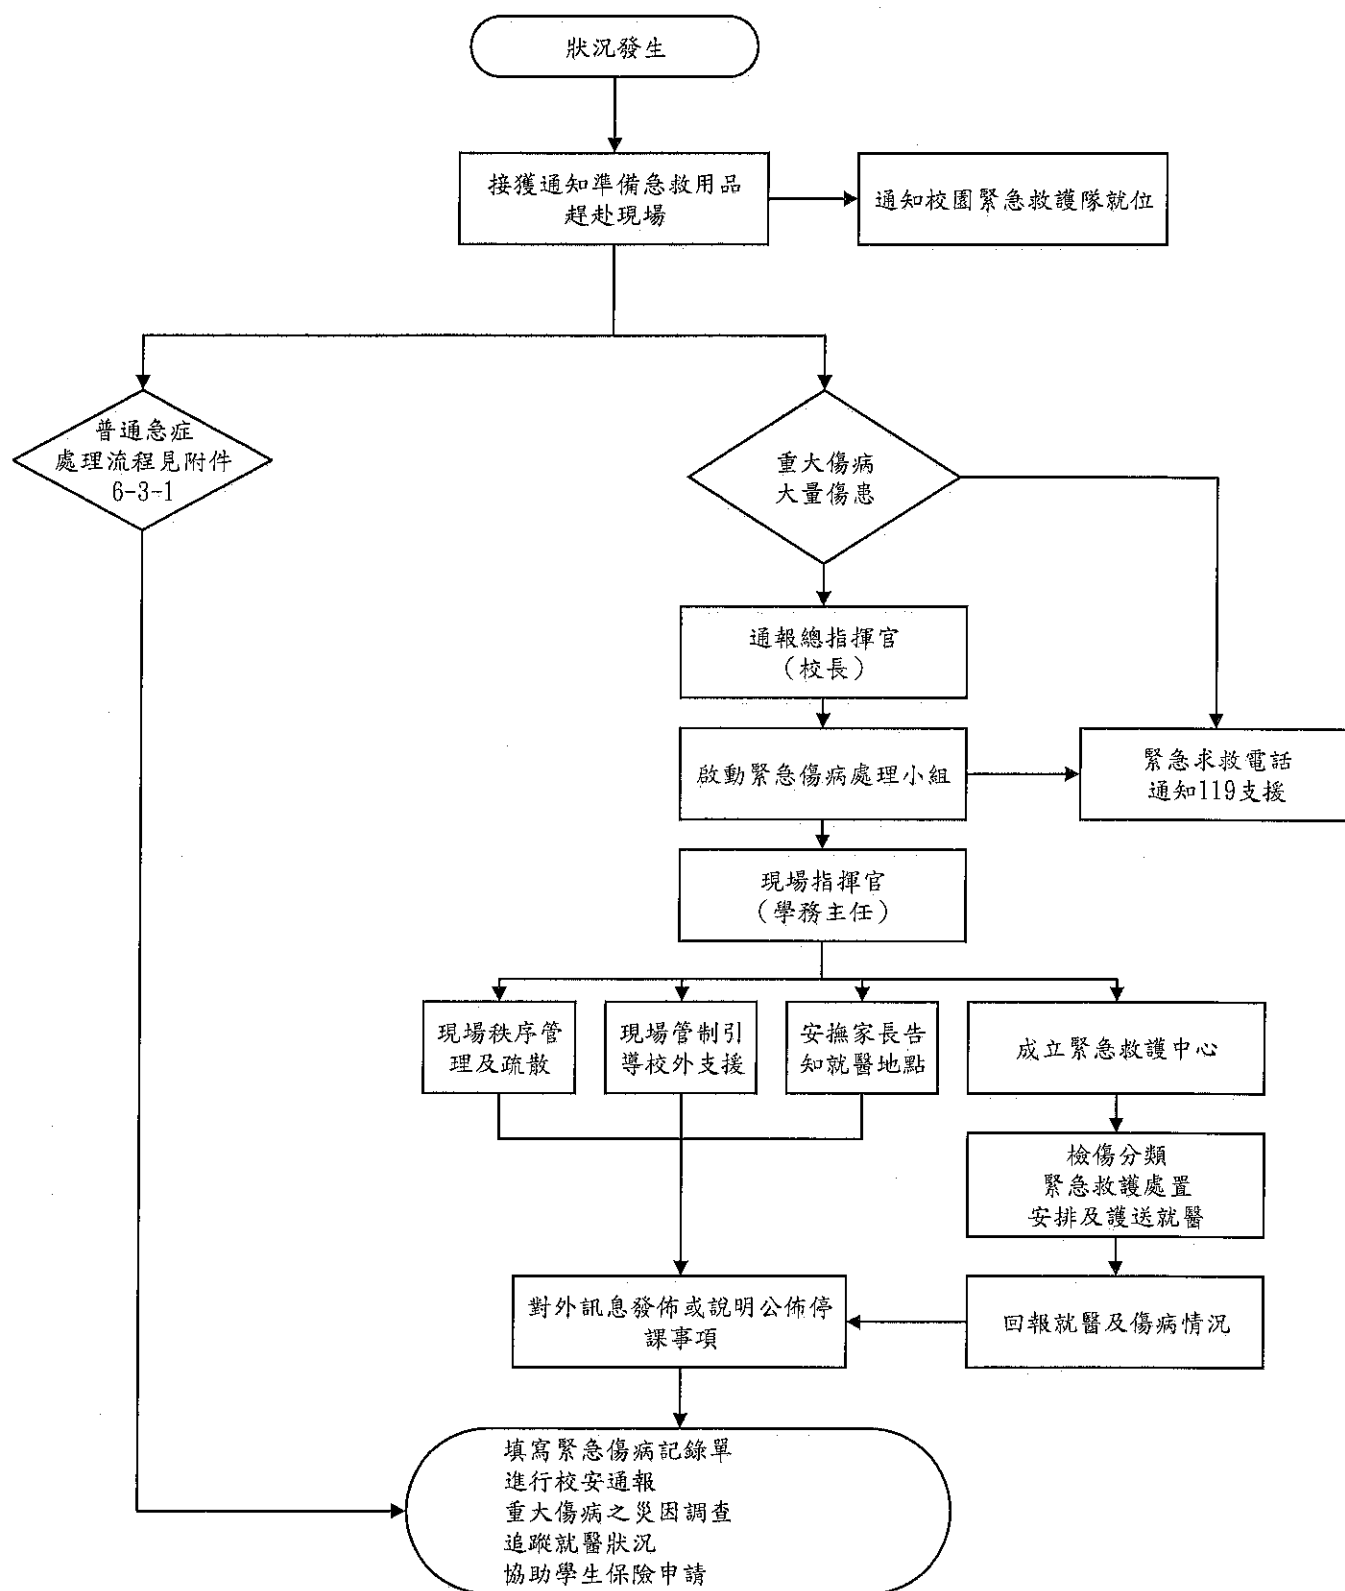 狀況發生
接獲通知準備急救用品
趕赴現場
通知校園緊急救護隊就位
普通急症
處理流程見附件
6-3-1
重大傷病
大量傷患
通報總指揮官
(校長)
啟動緊急傷病處理小組
緊急求救電話
通知119支援
現場指揮官
(學務主任)
現場秩序管
理及疏散
現場管制引
導校外支援
安撫家長告
知就醫地點
成立緊急救護中心
檢傷分類
緊急救護處置
安排及護送就醫
對外訊息發佈或說明公佈停
課事項
回報就醫及傷病情況
填寫緊急傷病記錄單
進行校安通報
重大傷病之災因調查
追蹤就醫狀況
協助學生保險申請